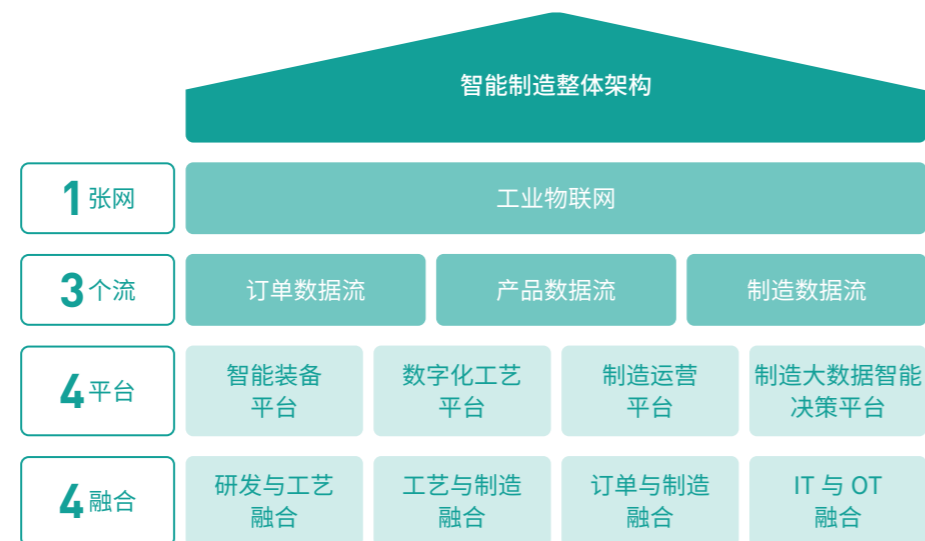 智能制造整体架构
1张网
工业物联网
3个流
订单数据流
产品数据流
制造数据流
4平台
智能装备
平台
数字化工艺
平台
制造运营
平台
制造大数据智能
决策平台
4融合
研发与工艺
融合
工艺与制造
融合
订单与制造
融合
IT 与 OT
融合